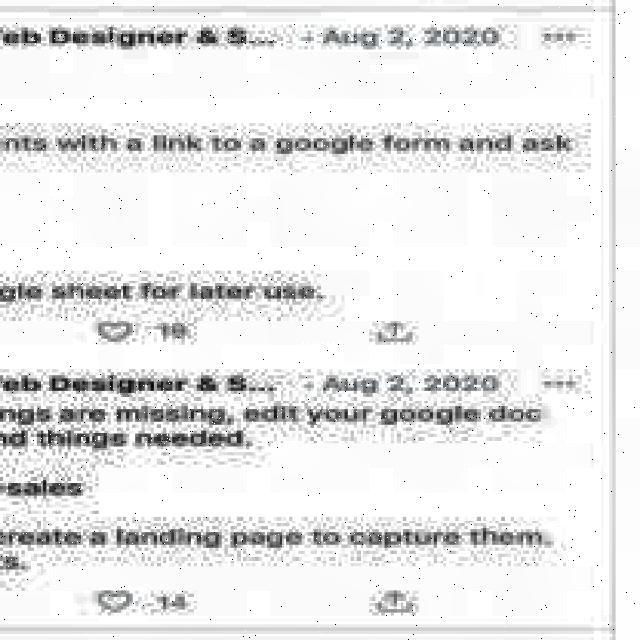 eb Designer & S... · Aug 2, 2020 ···
nts with a link to a google form and ask
gle sheet for later use.
19
eb Designer & S... · Aug 2, 2020 ···
ngs are missing, edit your google doc
nd things needed.
-sales
create a landing page to capture them.
s.
14